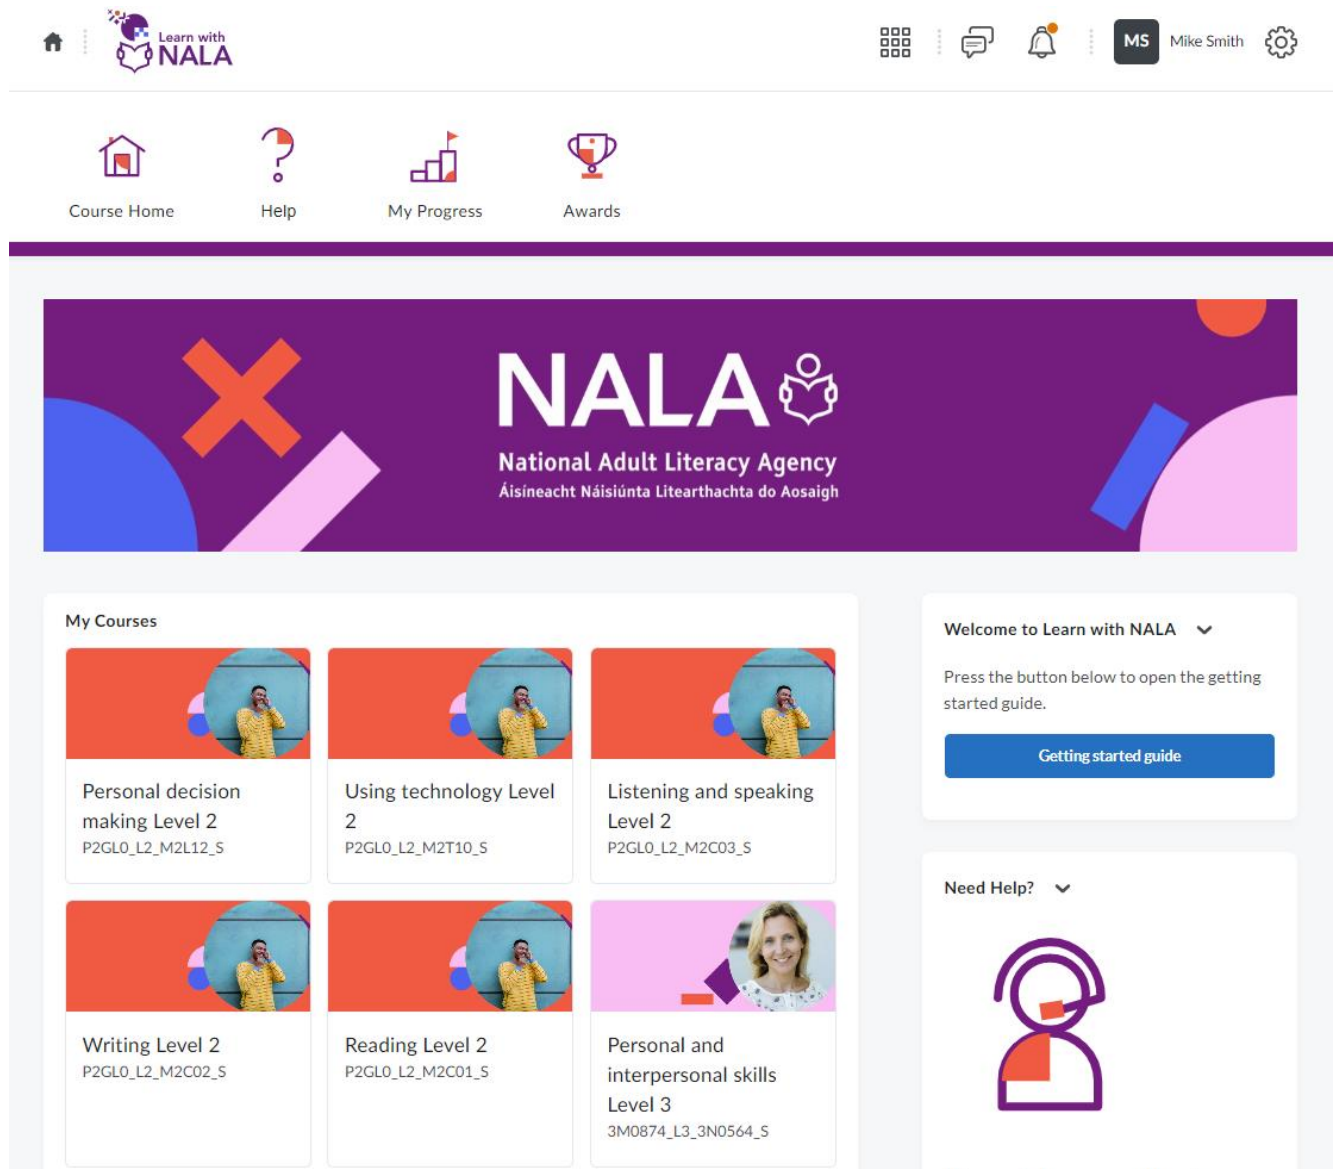 Learn with
NALA
MS
Mike Smith
Course Home
Help
My Progress
Awards
NALA
National Adult Literacy Agency
Áisíneacht Náisiúnta Litearthachta do Aosaigh
My Courses
Personal decision
making Level 2
P2GL0_L2_M2L12_S
Using technology Level
2
P2GL0_L2_M2T10_S
Listening and speaking
Level 2
P2GL0_L2_M2C03_S
Writing Level 2
P2GL0_L2_M2C02_S
Reading Level 2
P2GL0_L2_M2C01_S
Personal and
interpersonal skills
Level 3
3M0874_L3_3N0564_S
Welcome to Learn with NALA
Press the button below to open the getting
started guide.
Getting started guide
Need Help?